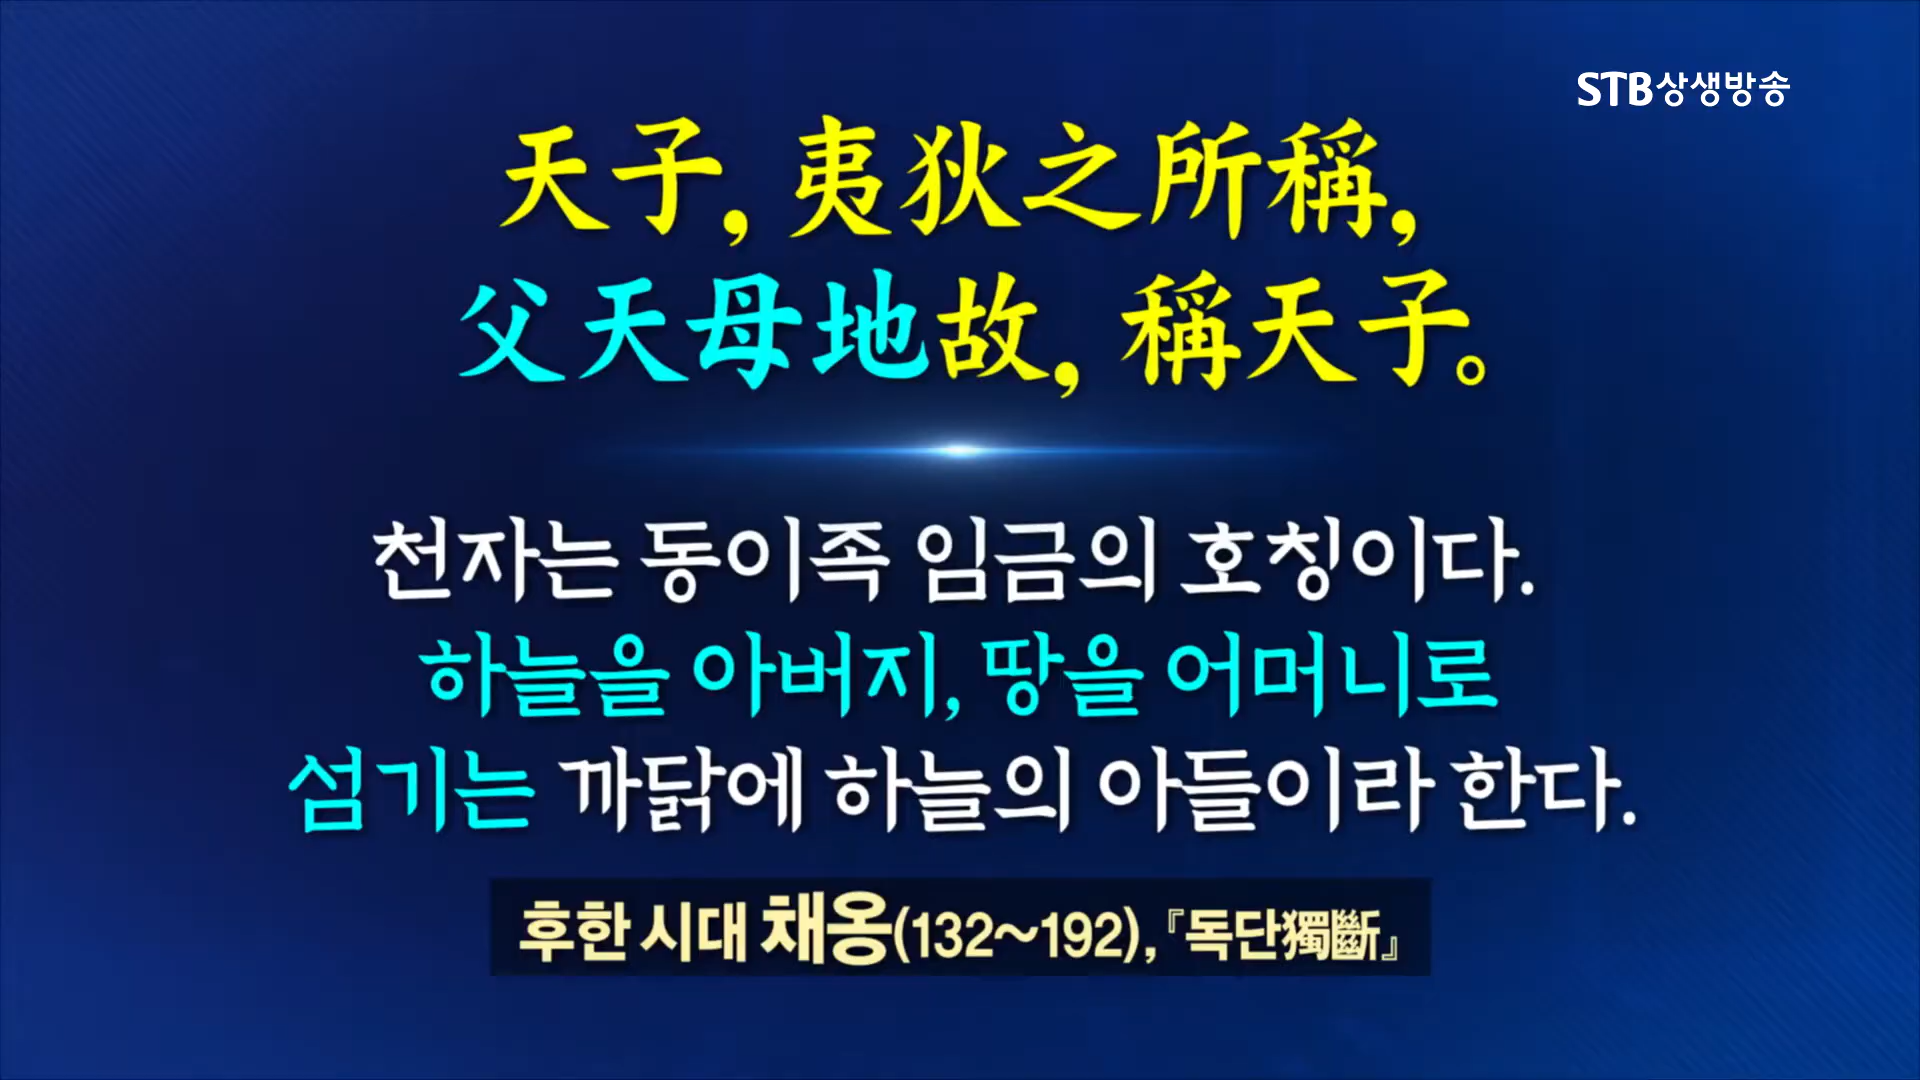 STB상생방송
天子, 夷狄之所稱,
父天母地故, 稱天子。
천자는 동이족 임금의 호칭이다.
하늘을 아버지, 땅을 어머니로
섬기는 까닭에 하늘의 아들이라 한다.
후한 시대 채옹(132~192), 『독단獨斷』